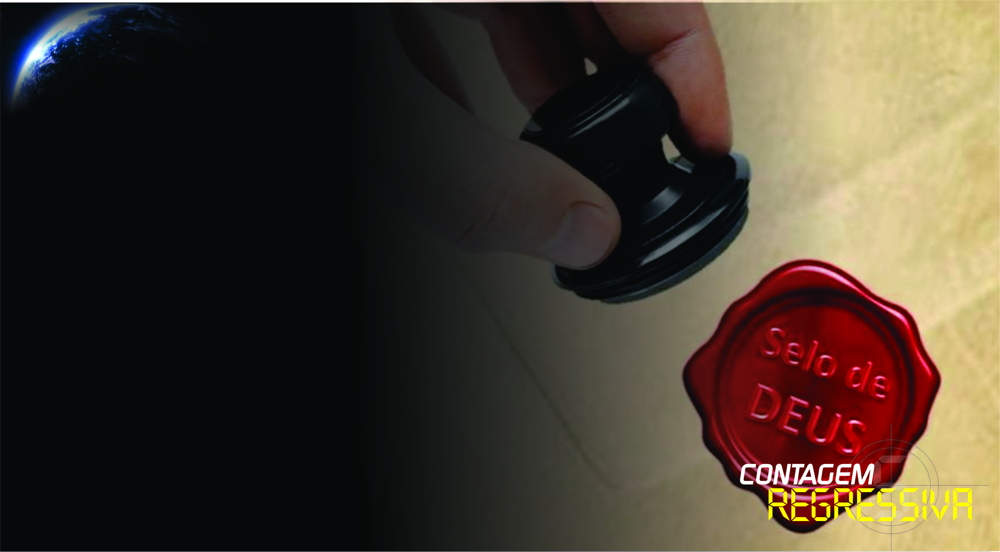 Selo de
DEUS
CONTAGEM
REGRESSIVA